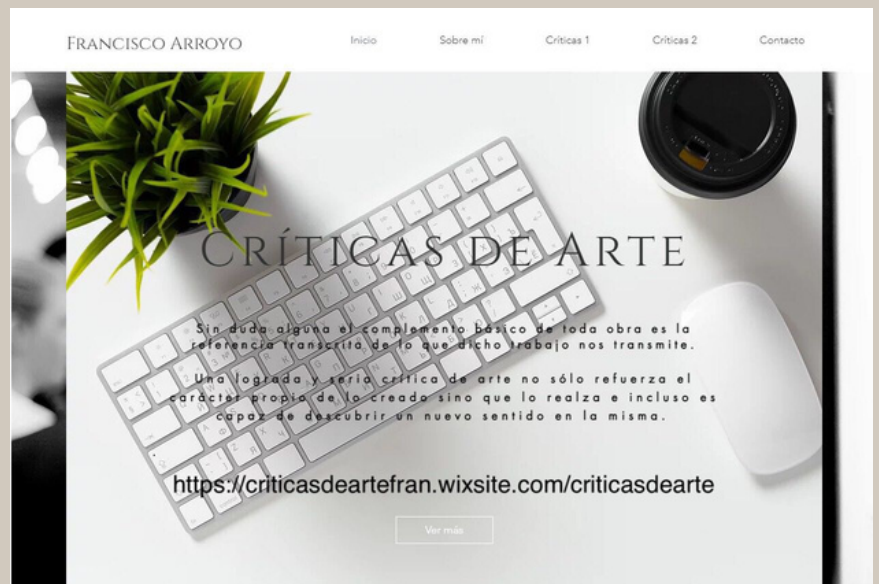 FRANCISCO ARROYO
Inicio
Sobre mí
Críticas 1
Críticas 2
Contacto
CRÍTICAS DE ARTE
Sin duda alguna el complemento básico de toda obra es la
referencia transcrita de lo que dicho trabajo nos transmite.
Una lograda y seria crítica de arte no sólo refuerza el
carácter propio de lo creado sino que lo realza e incluso es
capaz de descubrir un nuevo sentido en la misma.
https://criticasdeartefran.wixsite.com/criticasdearte
Ver más